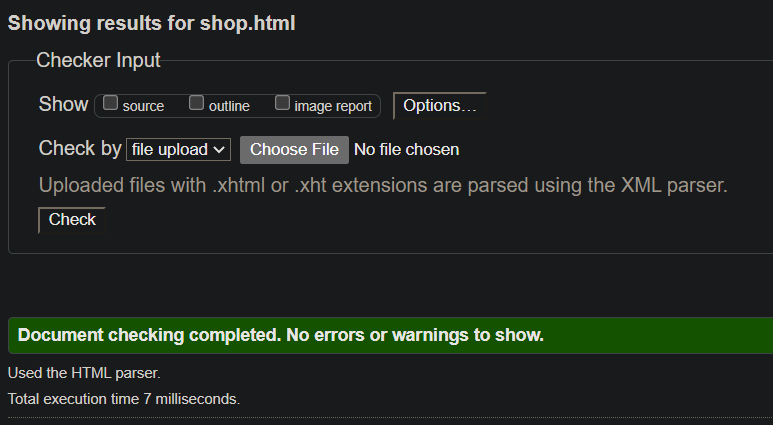 Showing results for shop.html
Checker Input
Show source outline image report Options...
Check by file upload Choose File No file chosen
Uploaded files with .xhtml or .xht extensions are parsed using the XML parser.
Check
Document checking completed. No errors or warnings to show.
Used the HTML parser.
Total execution time 7 milliseconds.